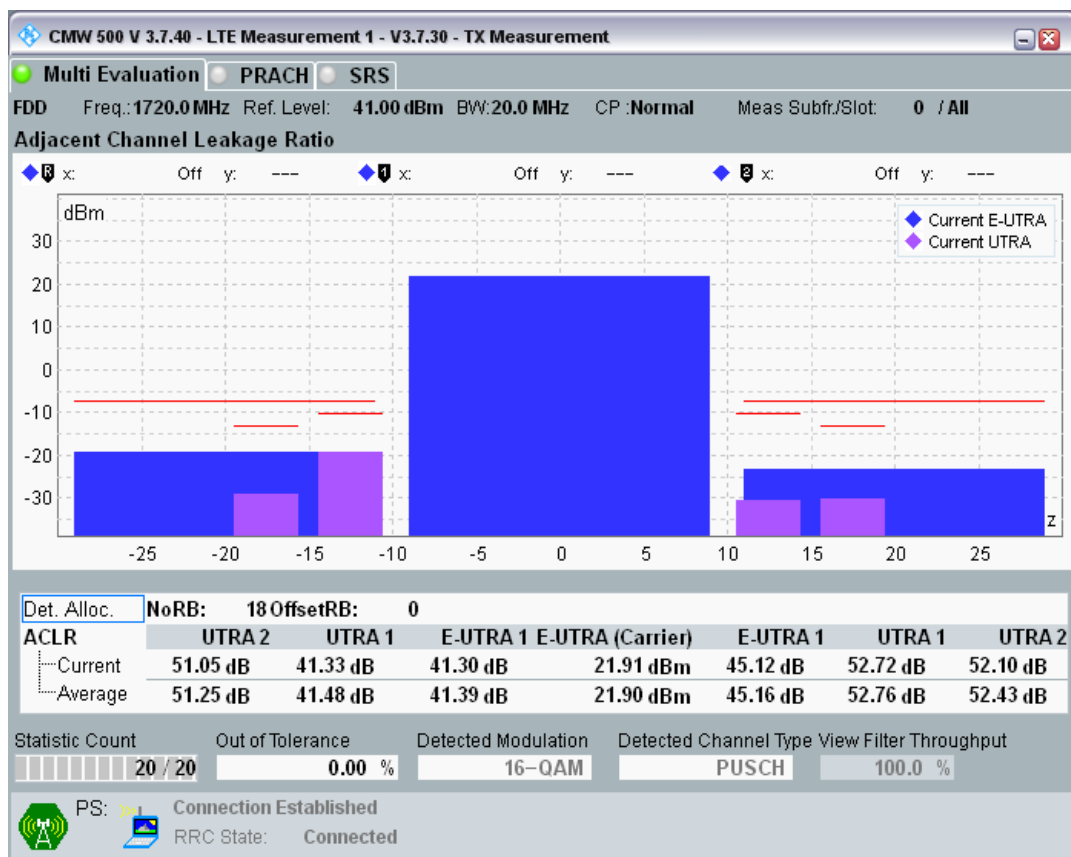 CMW 500 V 3.7.40 - LTE Measurement 1 - V3.7.30 - TX Measurement
Multi Evaluation PRACH SRS
FDD Freq.: 1720.0 MHz Ref. Level: 41.00 dBm BW: 20.0 MHz CP : Normal Meas Subfr./Slot: 0 / All
Adjacent Channel Leakage Ratio
R x: Off y: --- 1 x: Off y: --- 2 x: Off y: ---
dBm
Current E-UTRA
Current UTRA
30
20
10
0
-10
-20
-30
z
-25 -20 -15 -10 -5 0 5 10 15 20 25
Det. Alloc. NoRB: 18 OffsetRB: 0
ACLR UTRA 2 UTRA 1 E-UTRA 1 E-UTRA (Carrier) E-UTRA 1 UTRA 1 UTRA 2
Current 51.05 dB 41.33 dB 41.30 dB 21.91 dBm 45.12 dB 52.72 dB 52.10 dB
Average 51.25 dB 41.48 dB 41.39 dB 21.90 dBm 45.16 dB 52.76 dB 52.43 dB
Statistic Count Out of Tolerance Detected Modulation Detected Channel Type View Filter Throughput
20 / 20 0.00 % 16-QAM PUSCH 100.0 %
PS: Connection Established
RRC State: Connected